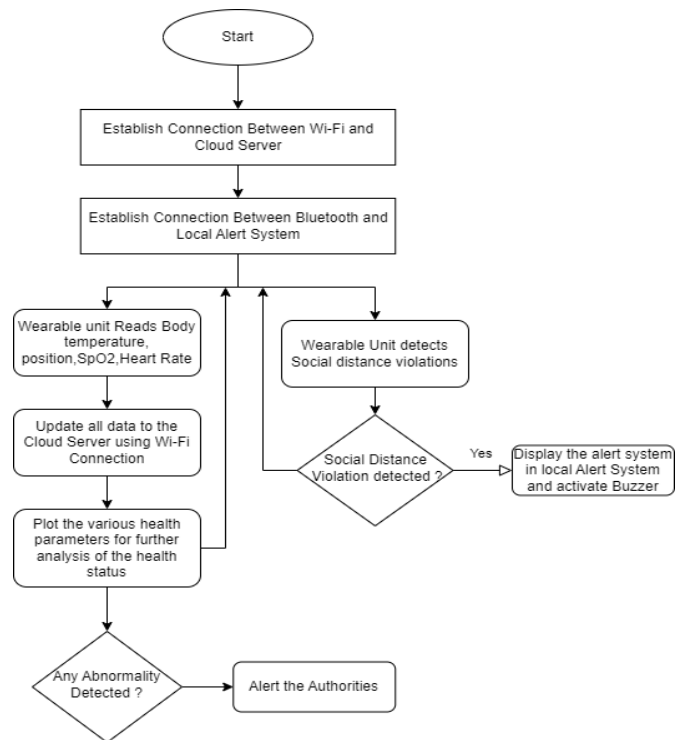 Start
Establish Connection Between Wi-Fi and
Cloud Server
Establish Connection Between Bluetooth and
Local Alert System
Wearable unit Reads Body
temperature,
position,SpO2,Heart Rate
Update all data to the
Cloud Server using Wi-Fi
Connection
Plot the various health
parameters for further
analysis of the health
status
Any Abnormality
Detected ?
Alert the Authorities
Wearable Unit detects
Social distance violations
Social Distance
Violation detected ?
Yes
Display the alert system
in local Alert System
and activate Buzzer